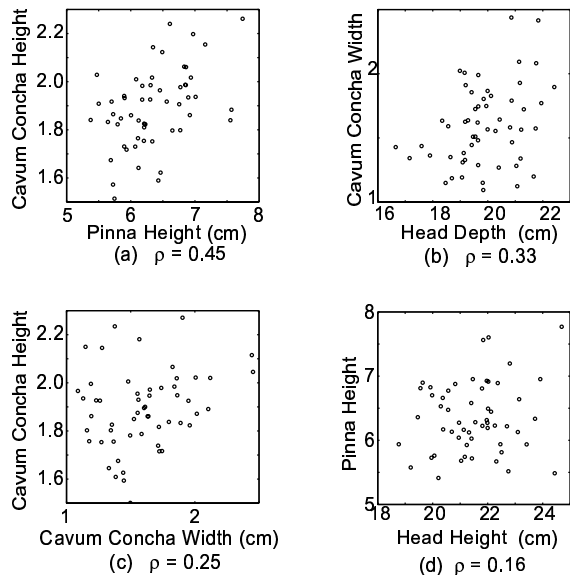 Cavum Concha Height
2.2
2.0
1.8
1.6
5 6 7 8
Pinna Height (cm)
(a) ρ = 0.45
Cavum Concha Width
2
1
16 18 20 22
Head Depth (cm)
(b) ρ = 0.33
Cavum Concha Height
2.2
2.0
1.8
1.6
1 2
Cavum Concha Width (cm)
(c) ρ = 0.25
Pinna Height
8
7
6
5
18 20 22 24
Head Height (cm)
(d) ρ = 0.16